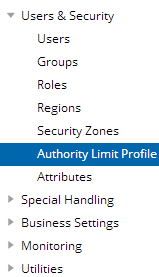 Users & Security
Users
Groups
Roles
Regions
Security Zones
Authority Limit Profile
Attributes
Special Handling
Business Settings
Monitoring
Utilities